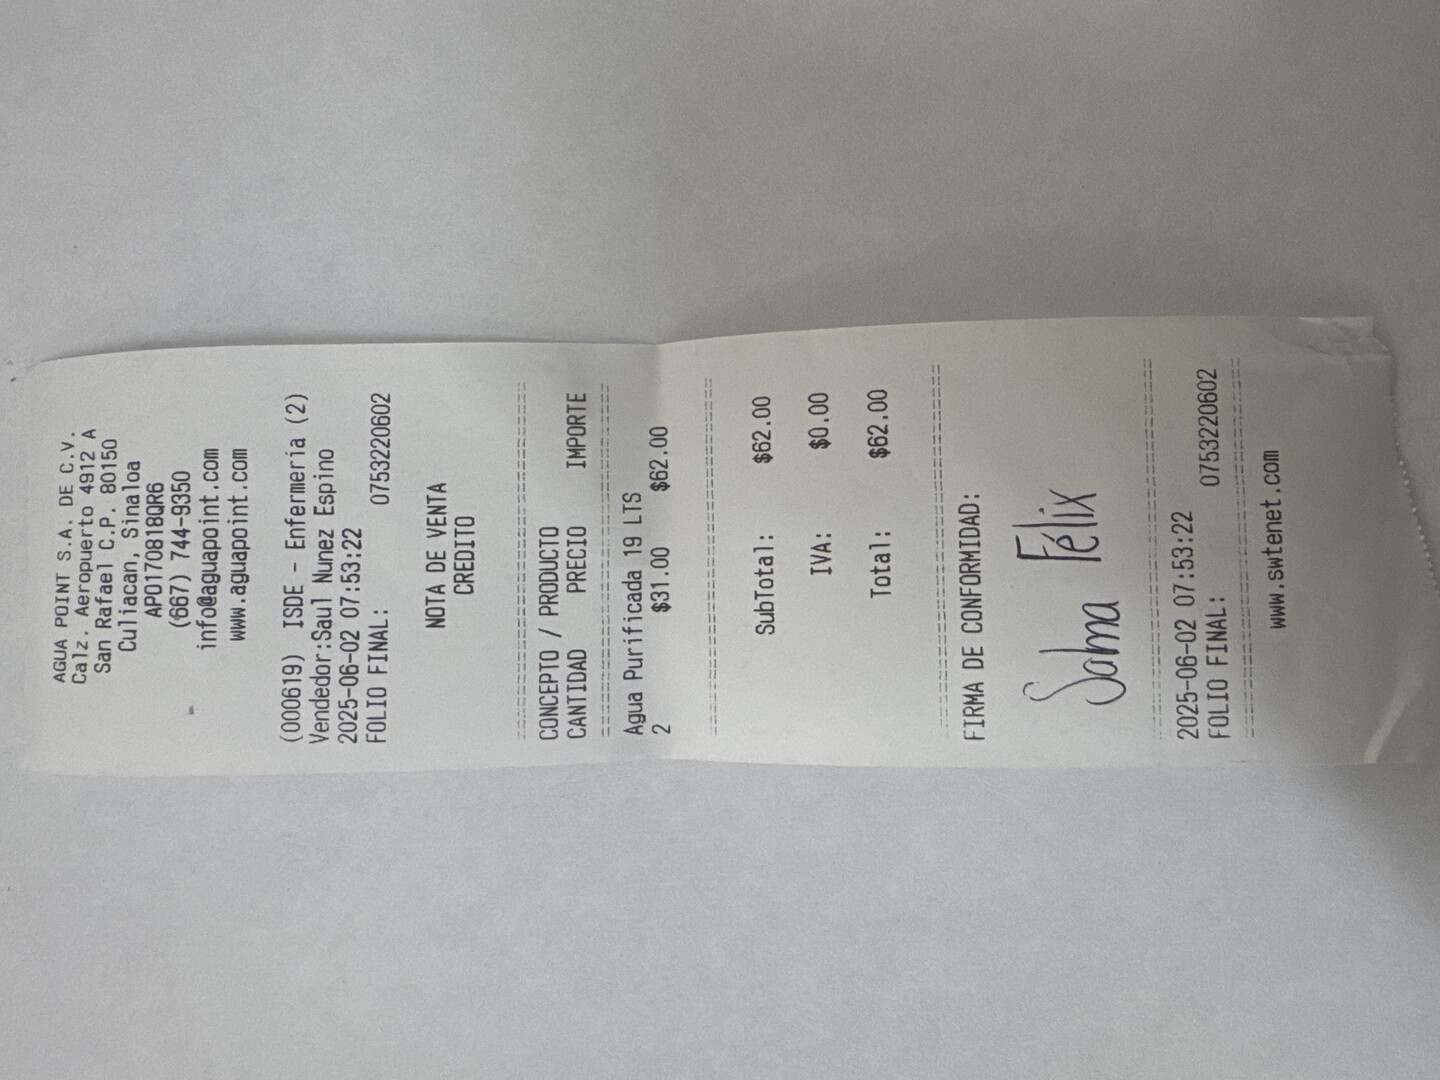 AGUA POINT S.A. DE C.V.
Calz. Aeropuerto 4912 A
San Rafael C.P. 80150
Culiacan, Sinaloa
APO170818QR6
(667) 744-9350
info@aguapoint.com
www.aguapoint.com
(000619) ISDE - Enfermeria (2)
Vendedor:Saul Nunez Espino
2025-06-02 07:53:22
FOLIO FINAL: 0753220602
NOTA DE VENTA
CREDITO
CONCEPTO / PRODUCTO
CANTIDAD PRECIO IMPORTE
Agua Purificada 19 LTS
2 $31.00 $62.00
SubTotal: $62.00
IVA: $0.00
Total: $62.00
FIRMA DE CONFORMIDAD:
Salma Félix
2025-06-02 07:53:22
FOLIO FINAL: 0753220602
www.swtenet.com